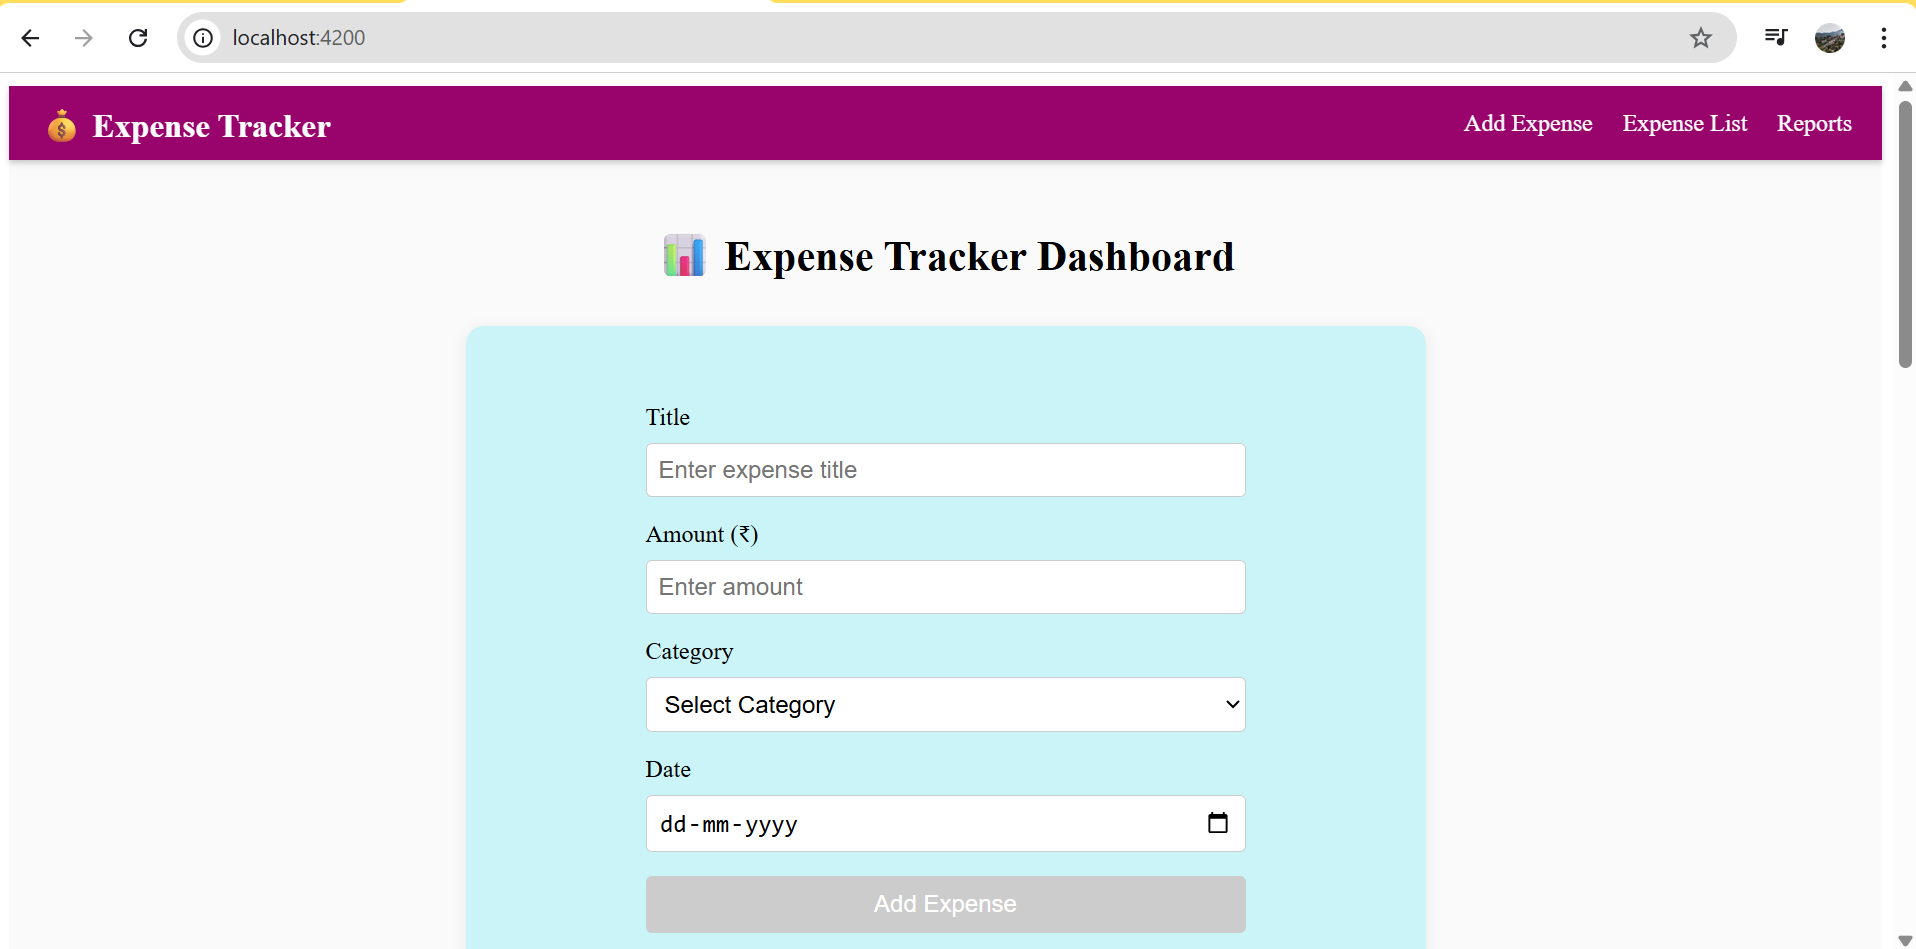 localhost:4200
Expense Tracker
Add Expense Expense List Reports
Expense Tracker Dashboard
Title
Enter expense title
Amount (₹)
Enter amount
Category
Select Category
Date
dd-mm-yyyy
Add Expense